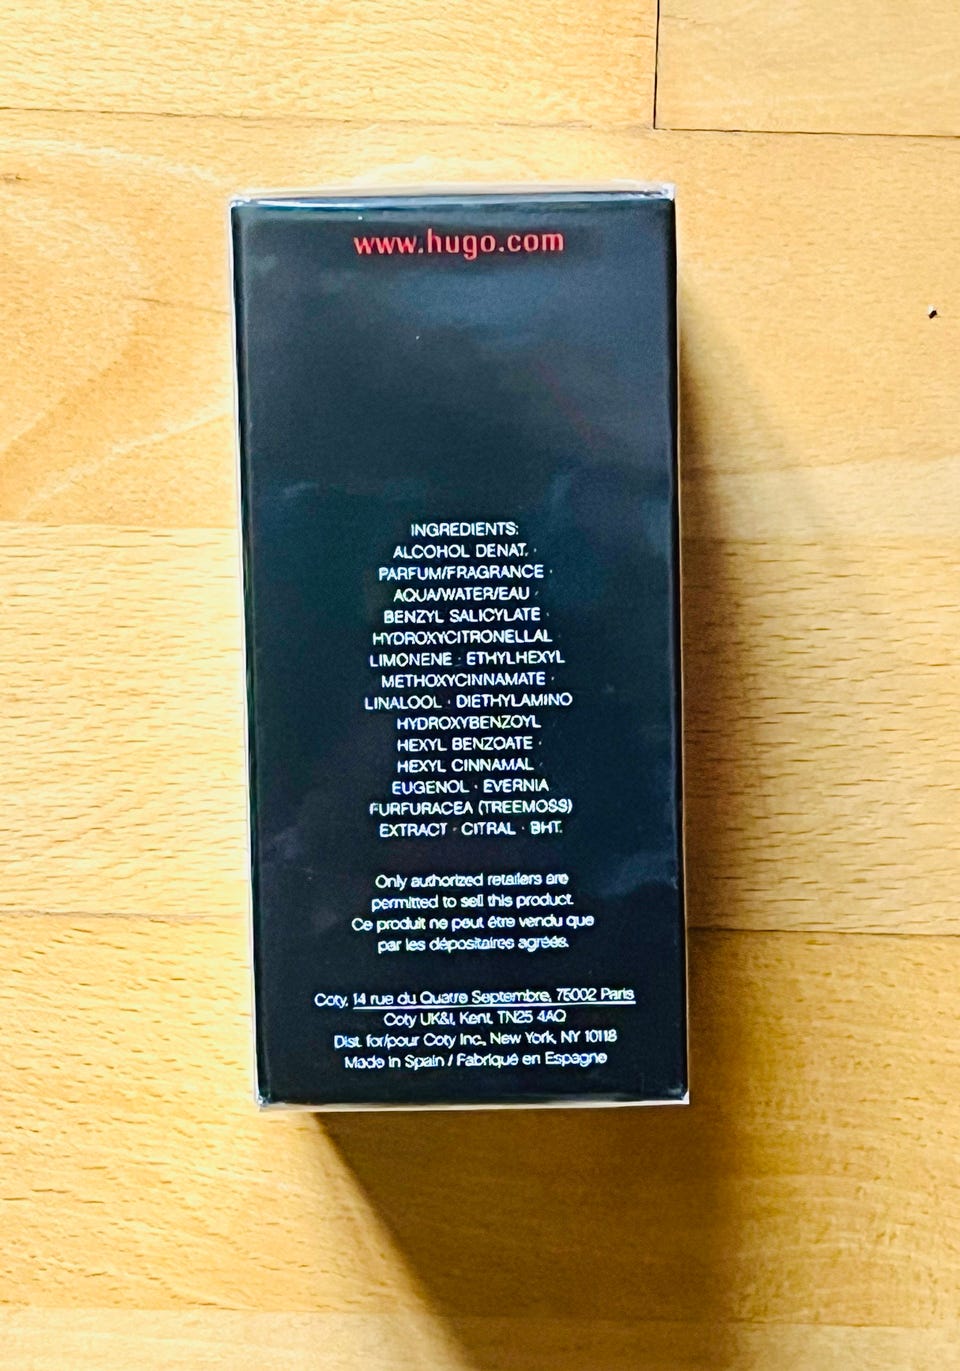 www.hugo.com
INGREDIENTS:
ALCOHOL DENAT. ·
PARFUM/FRAGRANCE ·
AQUA/WATER/EAU ·
BENZYL SALICYLATE ·
HYDROXYCITRONELLAL
LIMONENE · ETHYLHEXYL
METHOXYCINNAMATE ·
LINALOOL · DIETHYLAMINO
HYDROXYBENZOYL
HEXYL BENZOATE ·
HEXYL CINNAMAL ·
EUGENOL · EVERNIA
FURFURACEA (TREEMOSS)
EXTRACT · CITRAL · BHT.
Only authorized retailers are
permitted to sell this product.
Ce produit ne peut être vendu que
par les dépositaires agréés.
Coty, 14 rue du Quatre Septembre, 75002 Paris
Coty UK&I, Kent, TN25 4AQ
Dist. for/pour Coty Inc., New York, NY 10118
Made in Spain / Fabriqué en Espagne